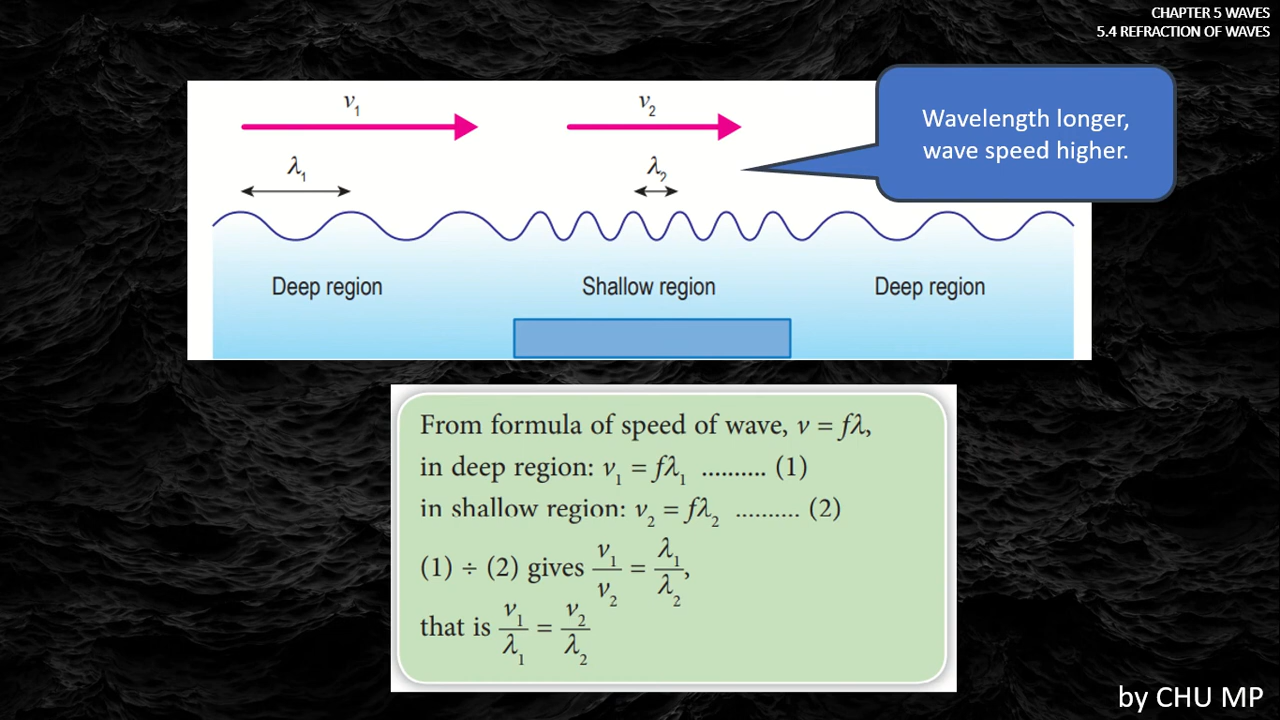 CHAPTER 5 WAVES
5.4 REFRACTION OF WAVES
v₁
v₂
Wavelength longer,
wave speed higher.
λ₁
λ₂
Deep region
Shallow region
Deep region
From formula of speed of wave, v = fλ,
in deep region: v₁ = fλ₁ .......... (1)
in shallow region: v₂ = fλ₂ .......... (2)
(1) ÷ (2) gives v₁/v₂ = λ₁/λ₂,
that is v₁/λ₁ = v₂/λ₂
by CHU MP